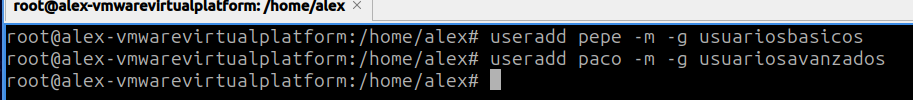 root@alex-vmwarevirtualplatform: /home/alex ×
root@alex-vmwarevirtualplatform:/home/alex# useradd pepe -m -g usuariosbasicos
root@alex-vmwarevirtualplatform:/home/alex# useradd paco -m -g usuariosavanzados
root@alex-vmwarevirtualplatform:/home/alex#